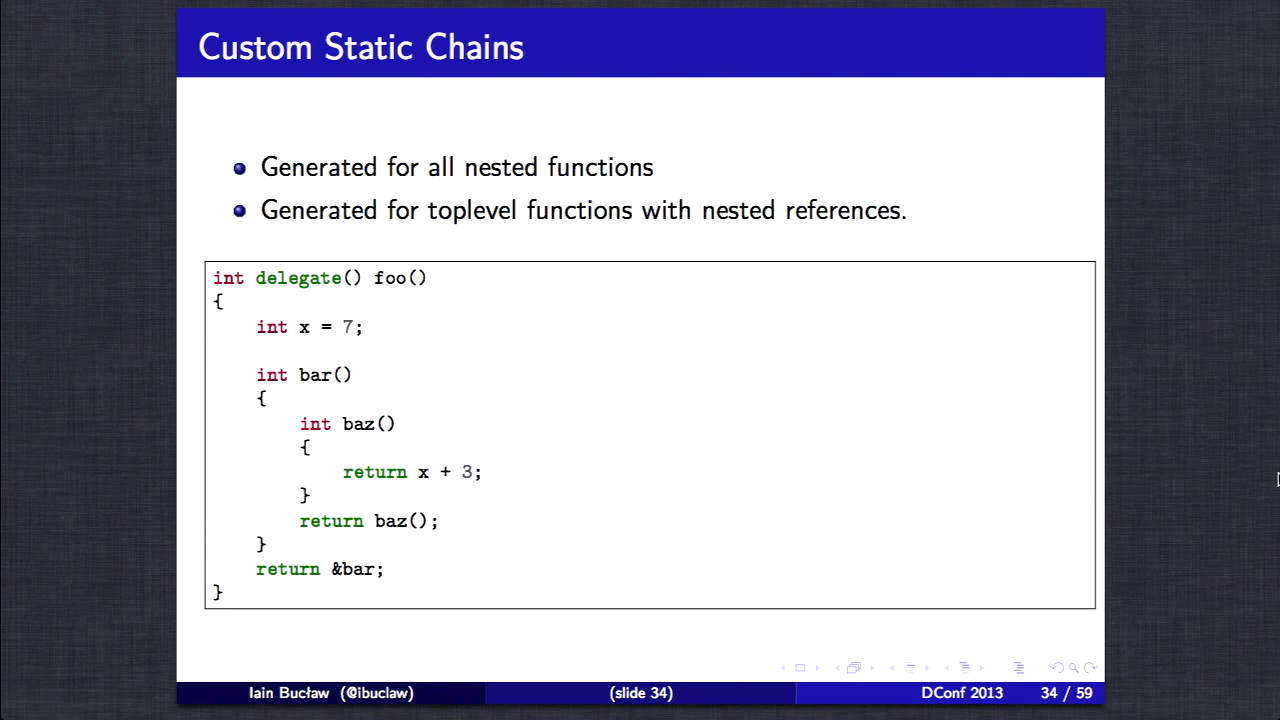 Custom Static Chains
Generated for all nested functions
Generated for toplevel functions with nested references.
int delegate() foo()
{
    int x = 7;
    int bar()
    {
        int baz()
        {
            return x + 3;
        }
        return baz();
    }
    return &bar;
}
Iain Bucław (@ibuclaw) (slide 34) DConf 2013 34 / 59